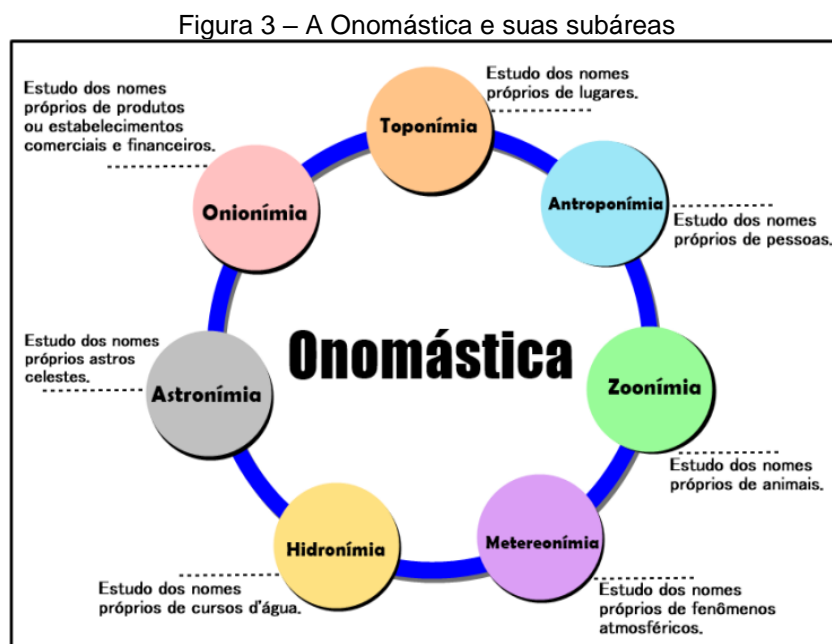 Figura 3 – A Onomástica e suas subáreas
Estudo dos nomes
próprios de produtos
ou estabelecimentos
comerciais e financeiros.
Toponímia
Estudo dos nomes
próprios de lugares.
Onionímia
Antroponímia
Estudo dos nomes
próprios de pessoas.
Onomástica
Estudo dos nomes
próprios astros
celestes.
Astronímia
Zoonímia
Estudo dos nomes
próprios de animais.
Hidronímia
Estudo dos nomes
próprios de cursos d'água.
Metereonímia
Estudo dos nomes
próprios de fenômenos
atmosféricos.